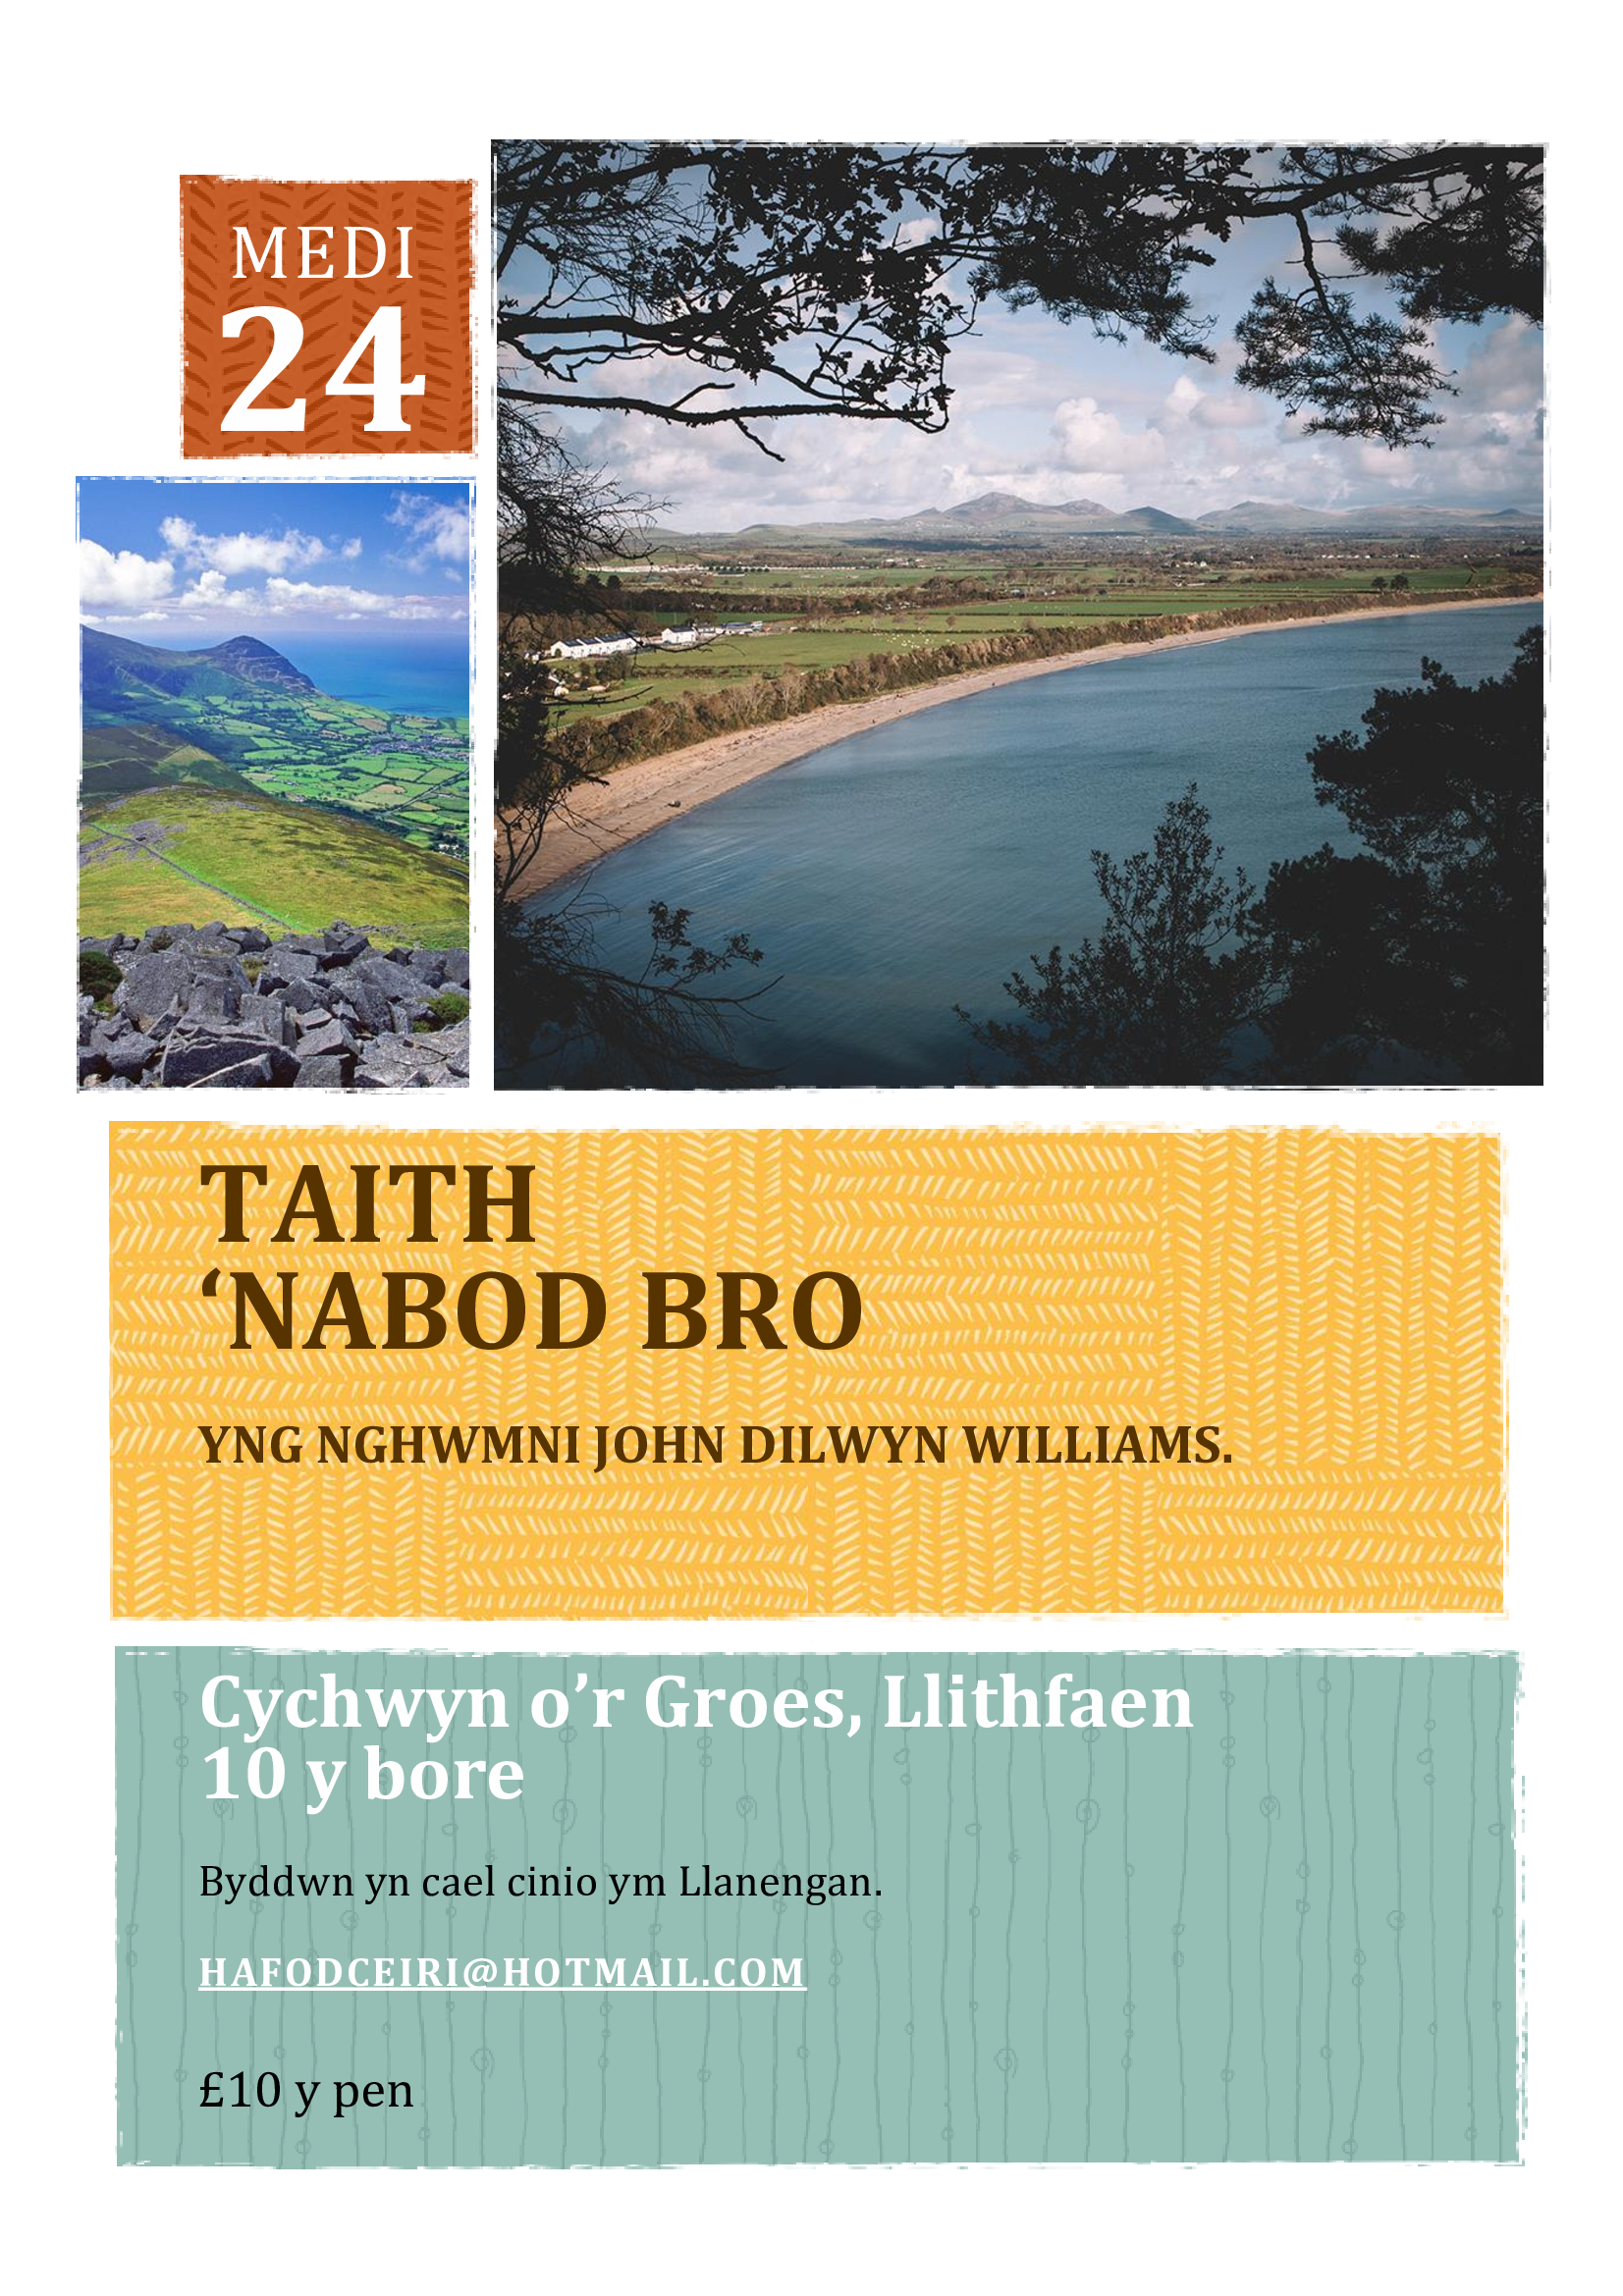 MEDI
24
TAITH
‘NABOD BRO
YNG NGHWMNI JOHN DILWYN WILLIAMS.
Cychwyn o’r Groes, Llithfaen
10 y bore
Byddwn yn cael cinio ym Llanengan.
HAFODCEIRI@HOTMAIL.COM
£10 y pen